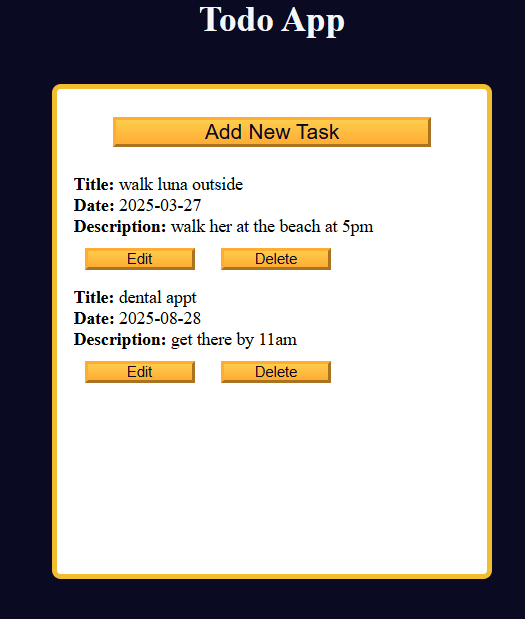 Todo App
Add New Task
Title: walk luna outside
Date: 2025-03-27
Description: walk her at the beach at 5pm
Edit Delete
Title: dental appt
Date: 2025-08-28
Description: get there by 11am
Edit Delete